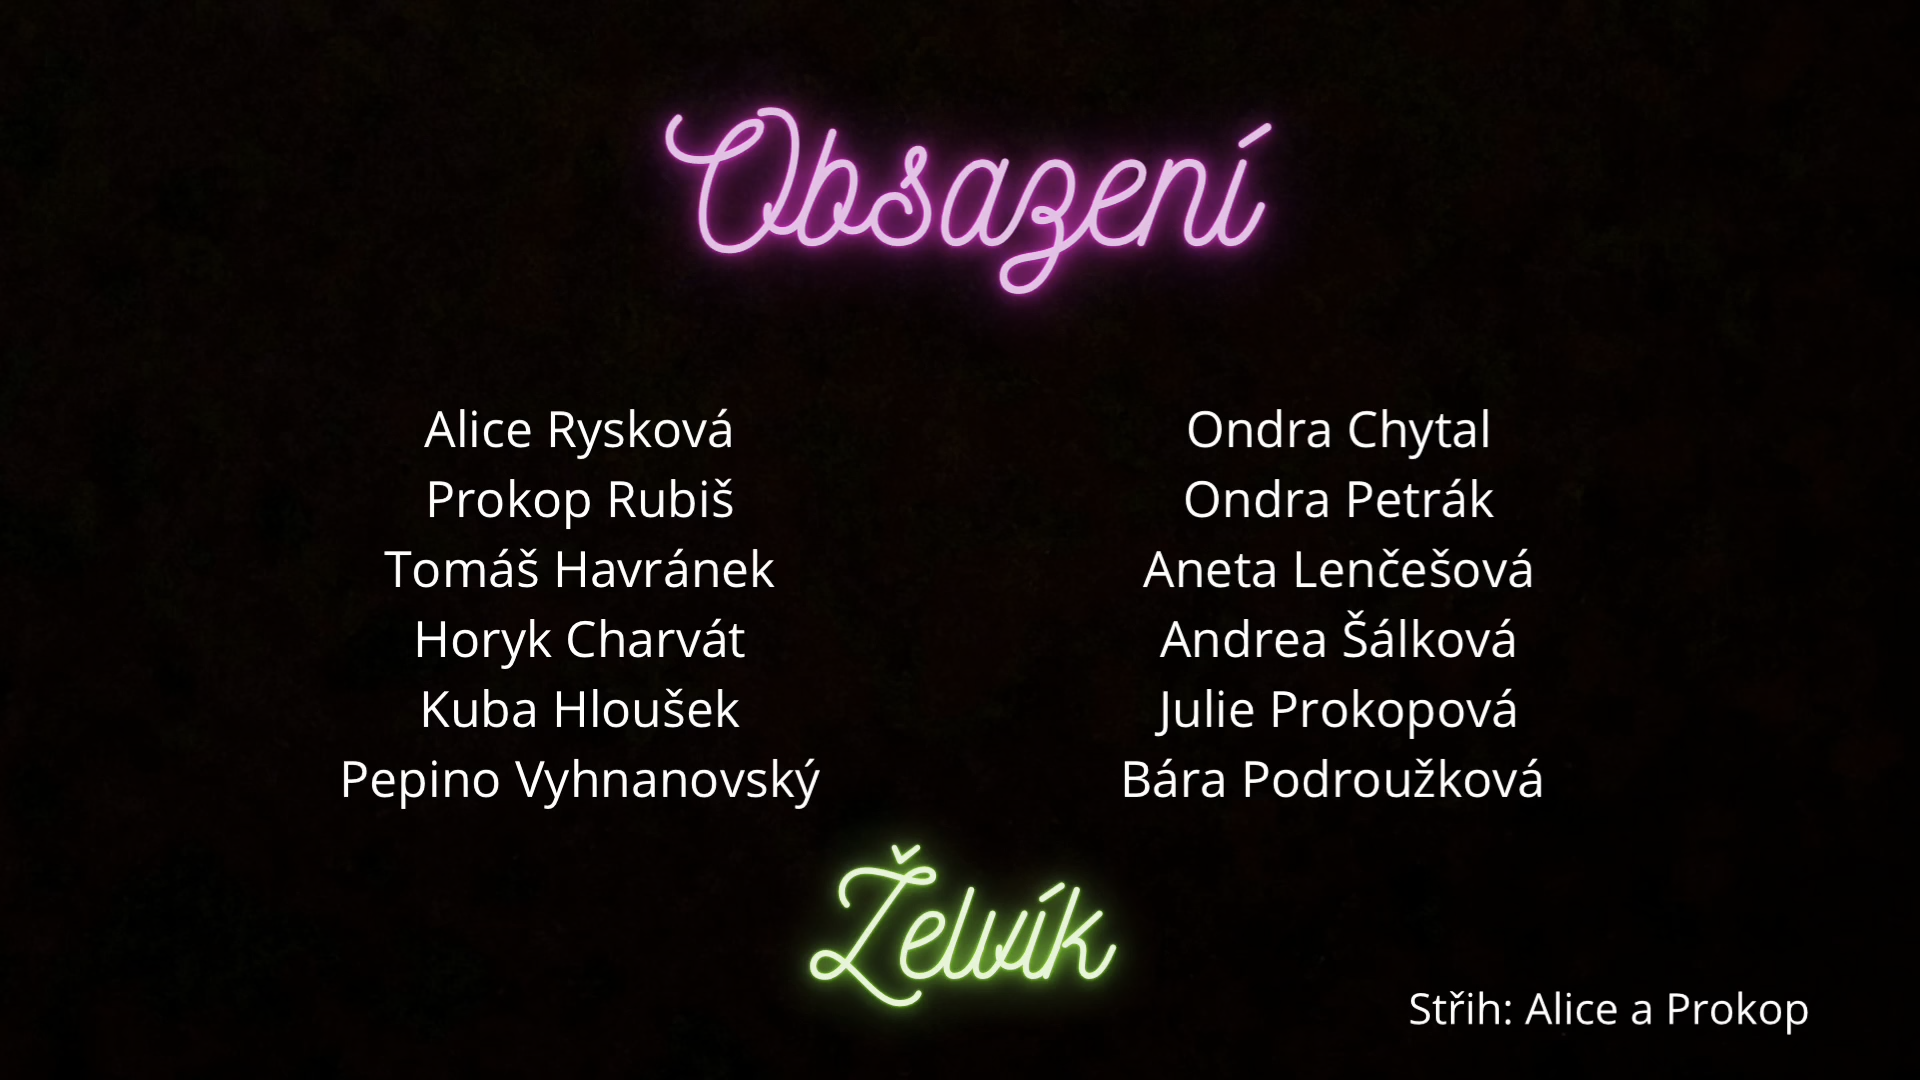 Obsazení
Alice Rysková
Prokop Rubiš
Tomáš Havránek
Horyk Charvát
Kuba Hloušek
Pepino Vyhnanovský
Ondra Chytal
Ondra Petrák
Aneta Lenčešová
Andrea Šálková
Julie Prokopová
Bára Podroužková
Želvík
Střih: Alice a Prokop